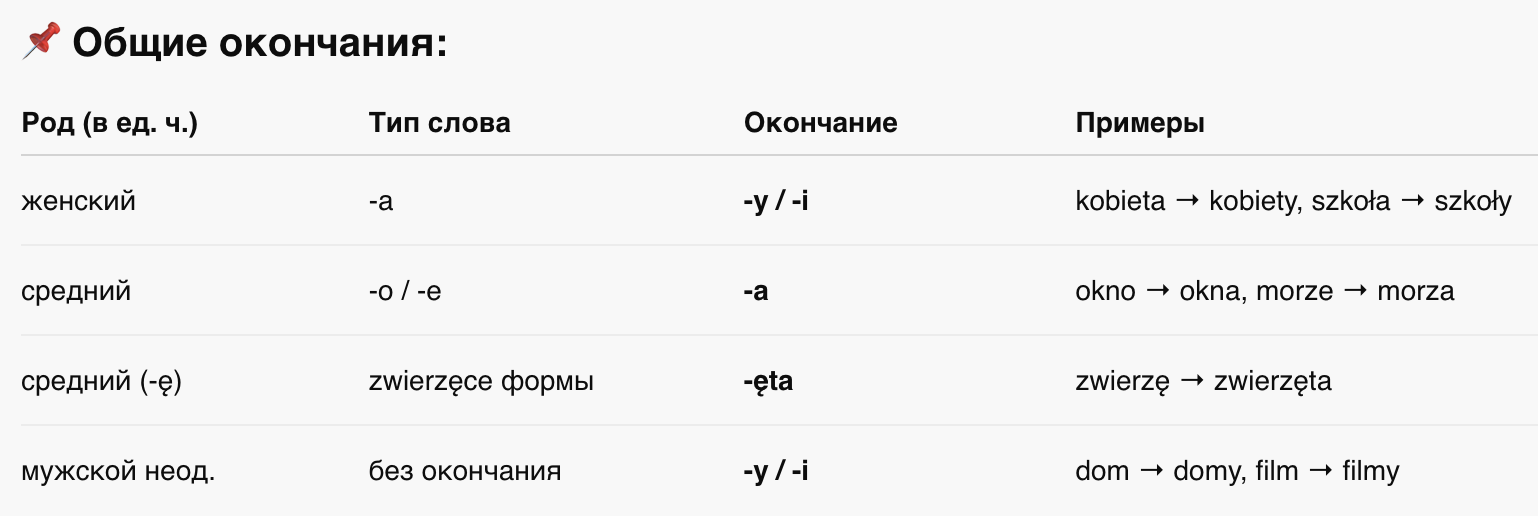 📌 Общие окончания:
Род (в ед. ч.) Тип слова Окончание Примеры
женский -a -y / -i kobieta → kobiety, szkoła → szkoły
средний -o / -e -a okno → okna, morze → morza
средний (-ę) zwierzęce формы -ęta zwierzę → zwierzęta
мужской неод. без окончания -y / -i dom → domy, film → filmy